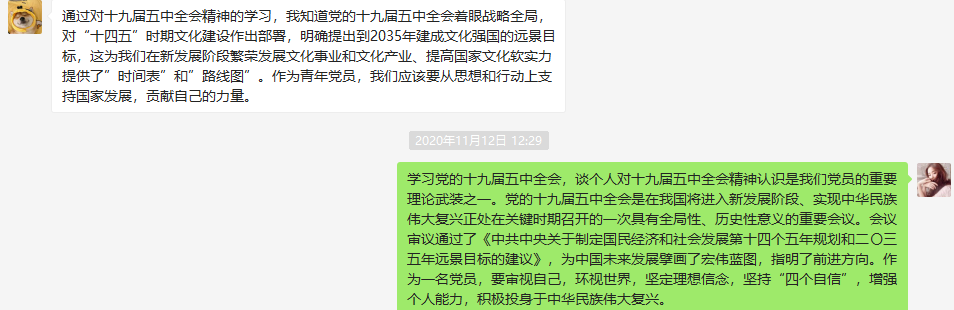 通过对十九届五中全会精神的学习，我知道党的十九届五中全会着眼战略全局，
对“十四五”时期文化建设作出部署，明确提出到2035年建成文化强国的远景目
标，这为我们在新发展阶段繁荣发展文化事业和文化产业、提高国家文化软实力
提供了”时间表”和”路线图”。作为青年党员，我们应该要从思想和行动上支
持国家发展，贡献自己的力量。
2020年11月12日 12:29
学习党的十九届五中全会，谈个人对十九届五中全会精神认识是我们党员的重要
理论武装之一。党的十九届五中全会是在我国将进入新发展阶段、实现中华民族
伟大复兴正处在关键时期召开的一次具有全局性、历史性意义的重要会议。会议
审议通过了《中共中央关于制定国民经济和社会发展第十四个五年规划和二〇三
五年远景目标的建议》，为中国未来发展擘画了宏伟蓝图，指明了前进方向。作
为一名党员，要审视自己，环视世界，坚定理想信念，坚持“四个自信”，增强
个人能力，积极投身于中华民族伟大复兴。